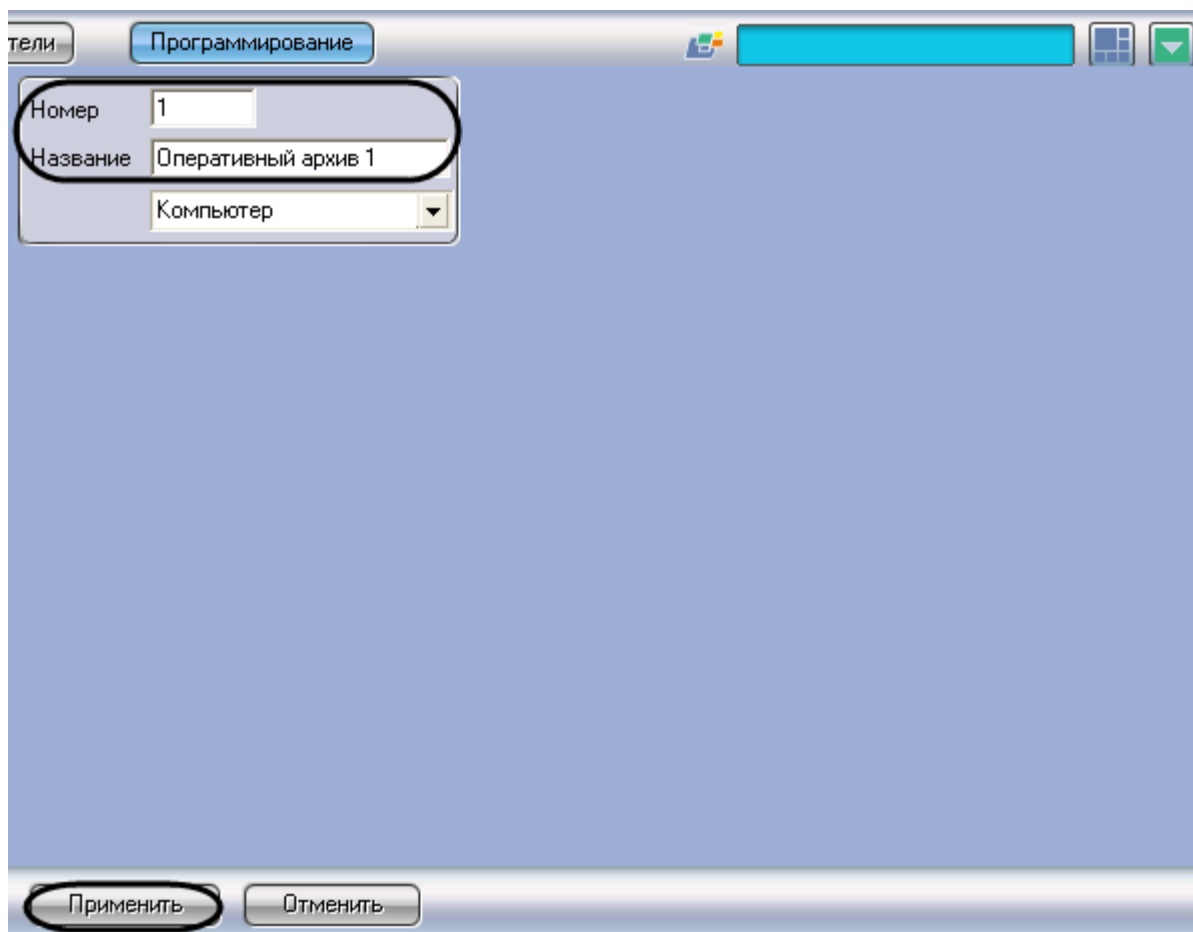 тели Программирование
Номер 1
Название Оперативный архив 1
Компьютер
Применить Отменить